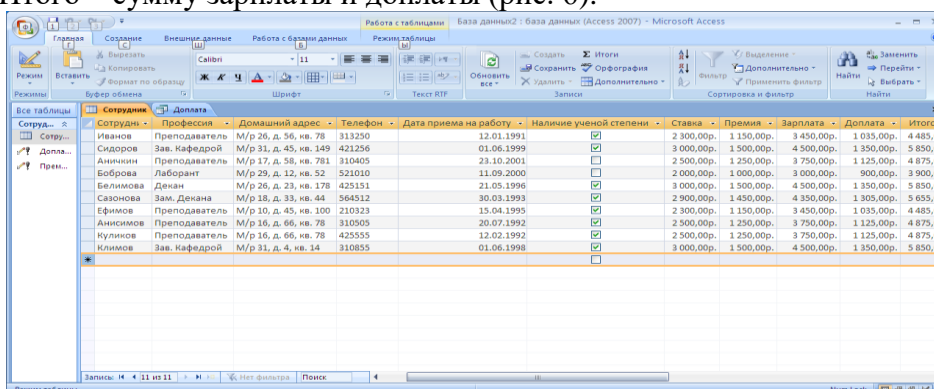 Итого – сумму зарплаты и доплаты (рис. 6).
Работа с таблицами База данных2 : база данных (Access 2007) - Microsoft Access
1 2 3
Главная Создание Внешние данные Работа с базами данных Режим таблицы
Г С Ш Б Ы
Режим Вставить Вырезать Копировать Формат по образцу
Calibri 11
Ж К Ч
Обновить все
Создать Сохранить Удалить
Σ Итоги Орфография Дополнительно
Фильтр Выделение Дополнительно Применить фильтр
Найти Заменить Перейти Выбрать
Режимы Буфер обмена Шрифт Текст RTF Записи Сортировка и фильтр Найти
Все таблицы
Сотруд...
Сотру...
Допла...
Прем...
Сотрудник Доплата
Сотрудні Профессия Домашний адрес Телефон Дата приема на работу Наличие ученой степени Ставка Премия Зарплата Доплата Итого
Иванов Преподаватель М/р 26, д. 56, кв. 78 313250 12.01.1991 2 300,00р. 1 150,00р. 3 450,00р. 1 035,00р. 4 485,
Сидоров Зав. Кафедрой М/р 31, д. 45, кв. 149 421256 01.06.1999 3 000,00р. 1 500,00р. 4 500,00р. 1 350,00р. 5 850,
Аничкин Преподаватель М/р 17, д. 58, кв. 781 310405 23.10.2001 2 500,00р. 1 250,00р. 3 750,00р. 1 125,00р. 4 875,
Боброва Лаборант М/р 29, д. 12, кв. 52 521010 11.09.2000 2 000,00р. 1 000,00р. 3 000,00р. 900,00р. 3 900,
Белимова Декан М/р 26, д. 23, кв. 178 425151 21.05.1996 3 000,00р. 1 500,00р. 4 500,00р. 1 350,00р. 5 850,
Сазонова Зам. Декана М/р 18, д. 33, кв. 44 564512 30.03.1993 2 900,00р. 1 450,00р. 4 350,00р. 1 305,00р. 5 655,
Ефимов Преподаватель М/р 10, д. 45, кв. 100 210323 15.04.1995 2 300,00р. 1 150,00р. 3 450,00р. 1 035,00р. 4 485,
Анисимов Преподаватель М/р 16, д. 66, кв. 78 310505 20.07.1992 2 500,00р. 1 250,00р. 3 750,00р. 1 125,00р. 4 875,
Куликов Преподаватель М/р 16, д. 66, кв. 78 425555 12.02.1992 2 500,00р. 1 250,00р. 3 750,00р. 1 125,00р. 4 875,
Климов Зав. Кафедрой М/р 31, д. 4, кв. 14 310855 01.06.1998 3 000,00р. 1 500,00р. 4 500,00р. 1 350,00р. 5 850,
Запись: 11 из 11 Нет фильтра Поиск
Режим таблицы Num Lock